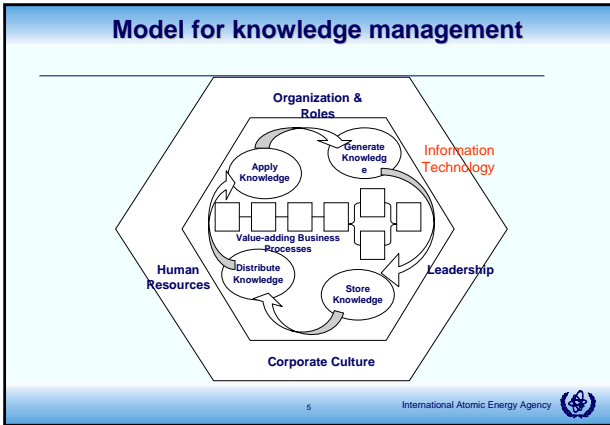 Model for knowledge management
Organization &
Roles
Information
Technology
Generate
Knowledg
e
Apply
Knowledge
Value-adding Business
Processes
Human
Resources
Distribute
Knowledge
Leadership
Store
Knowledge
Corporate Culture
5
International Atomic Energy Agency